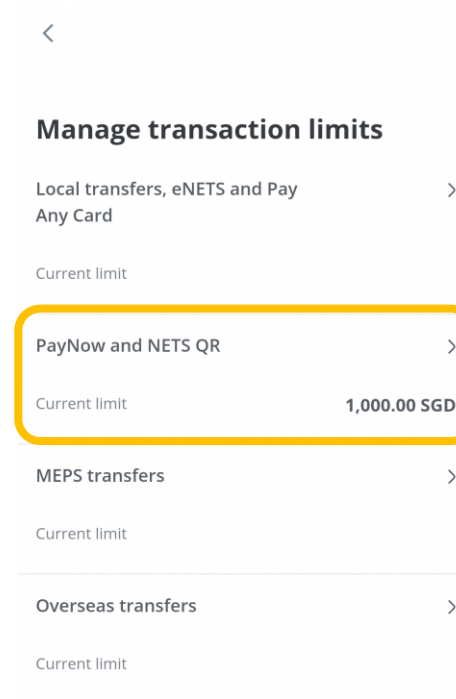 Manage transaction limits
Local transfers, eNETS and Pay
Any Card
Current limit
PayNow and NETS QR
Current limit 1,000.00 SGD
MEPS transfers
Current limit
Overseas transfers
Current limit